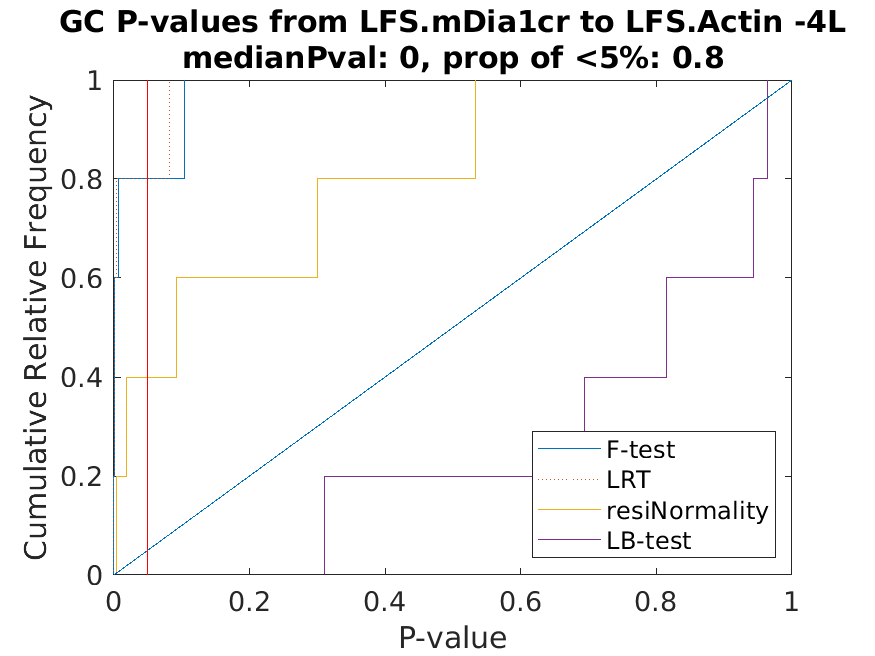 GC P-values from LFS.mDia1cr to LFS.Actin -4L
medianPval: 0, prop of <5%: 0.8
1
0.8
0.6
0.4
0.2
0
Cumulative Relative Frequency
F-test
LRT
resiNormality
LB-test
0 0.2 0.4 0.6 0.8 1
P-value